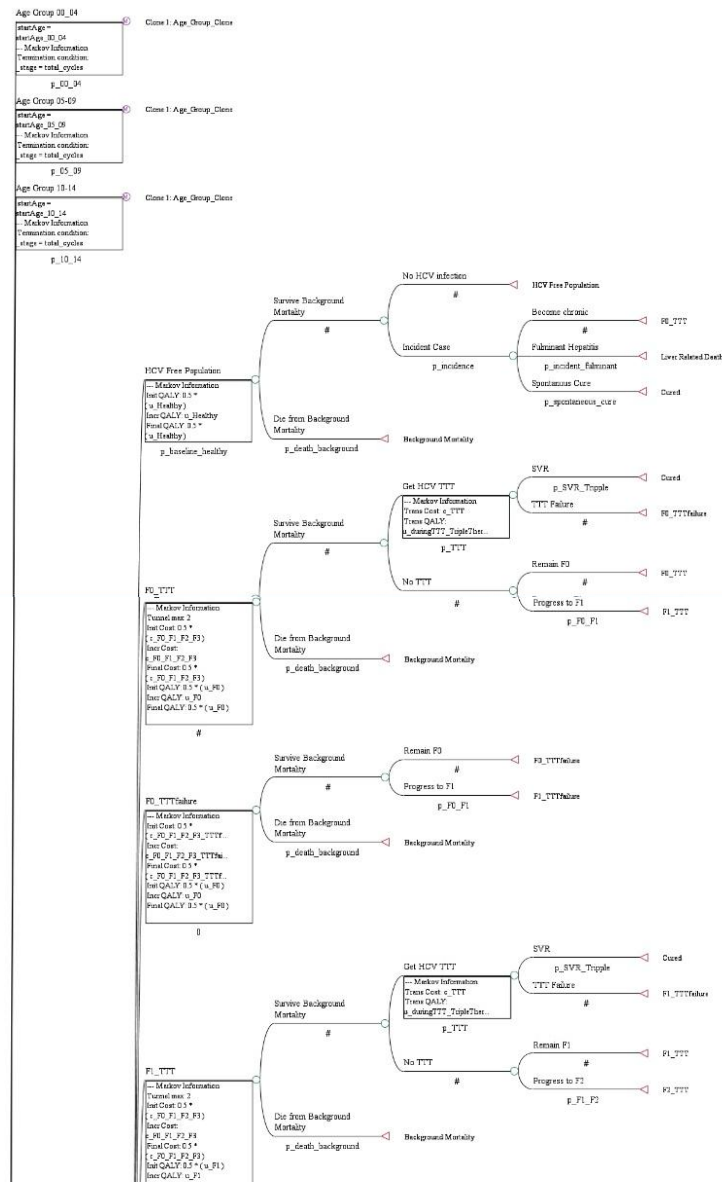 Age Group 00_04
startAge =
startAge_00_04
--- Markov Information
Termination condition:
_stage = total_cycles
p_00_04
Clone 1: Age_Group_Clone
Age Group 05-09
startAge =
startAge_05_09
--- Markov Information
Termination condition:
_stage = total_cycles
p_05_09
Clone 1: Age_Group_Clone
Age Group 10-14
startAge =
startAge_10_14
--- Markov Information
Termination condition:
_stage = total_cycles
p_10_14
Clone 1: Age_Group_Clone
HCV Free Population
--- Markov Information
Init QALY: 0.5 *
( u_Healthy )
Incr QALY: u_Healthy
Final QALY: 0.5 *
( u_Healthy )
p_baseline_healthy
Survive Background
Mortality
#
No HCV infection
#
HCV Free Population
Incident Case
p_incidence
Become chronic
#
F0_TTT
Fulminant Hepatitis
p_incident_fulminant
Liver Related Death
Spontanous Cure
p_spontaneous_cure
Cured
Die from Background
Mortality
p_death_background
Background Mortality
F0_TTT
--- Markov Information
Tunnel max: 2
Init Cost: 0.5 *
( c_F0_F1_F2_F3 )
Incr Cost:
c_F0_F1_F2_F3
Final Cost: 0.5 *
( c_F0_F1_F2_F3 )
Init QALY: 0.5 * ( u_F0 )
Incr QALY: u_F0
Final QALY: 0.5 * ( u_F0 )
#
Survive Background
Mortality
#
Get HCV TTT
--- Markov Information
Trans Cost: c_TTT
Trans QALY:
u_duringTTT_TripleTher...
p_TTT
SVR
p_SVR_Tripple
Cured
TTT Failure
#
F0_TTTfailure
No TTT
#
Remain F0
#
F0_TTT
Progress to F1
p_F0_F1
F1_TTT
Die from Background
Mortality
p_death_background
Background Mortality
F0_TTTfailure
--- Markov Information
Init Cost: 0.5 *
( c_F0_F1_F2_F3_TTTf...
Incr Cost:
c_F0_F1_F2_F3_TTTfai...
Final Cost: 0.5 *
( c_F0_F1_F2_F3_TTTf...
Init QALY: 0.5 * ( u_F0 )
Incr QALY: u_F0
Final QALY: 0.5 * ( u_F0 )
0
Survive Background
Mortality
#
Remain F0
#
F0_TTTfailure
Progress to F1
p_F0_F1
F1_TTTfailure
Die from Background
Mortality
p_death_background
Background Mortality
F1_TTT
--- Markov Information
Tunnel max: 2
Init Cost: 0.5 *
( c_F0_F1_F2_F3 )
Incr Cost:
c_F0_F1_F2_F3
Final Cost: 0.5 *
( c_F0_F1_F2_F3 )
Init QALY: 0.5 * ( u_F1 )
Incr QALY: u_F1
Survive Background
Mortality
#
Get HCV TTT
--- Markov Information
Trans Cost: c_TTT
Trans QALY:
u_duringTTT_TripleTher...
p_TTT
SVR
p_SVR_Tripple
Cured
TTT Failure
#
F1_TTTfailure
No TTT
#
Remain F1
#
F1_TTT
Progress to F2
p_F1_F2
F2_TTT
Die from Background
Mortality
p_death_background
Background Mortality